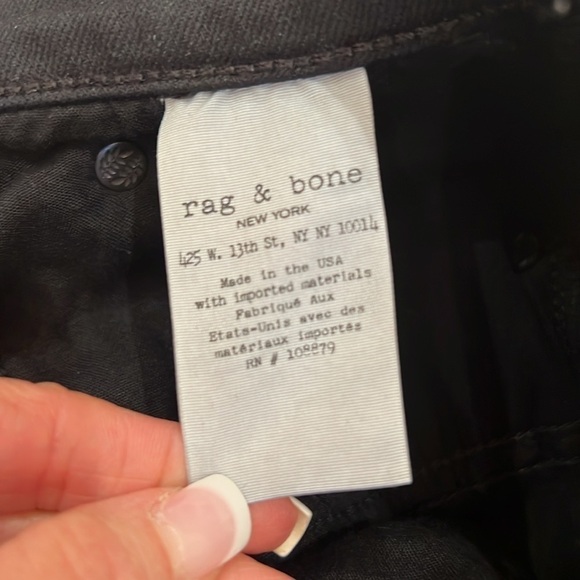 rag & bone
NEW YORK
425 W. 13th St, NY NY 10014
Made in the USA
with imported materials
Fabriqué Aux
Etats-Unis avec des
matériaux importés
RN # 108879